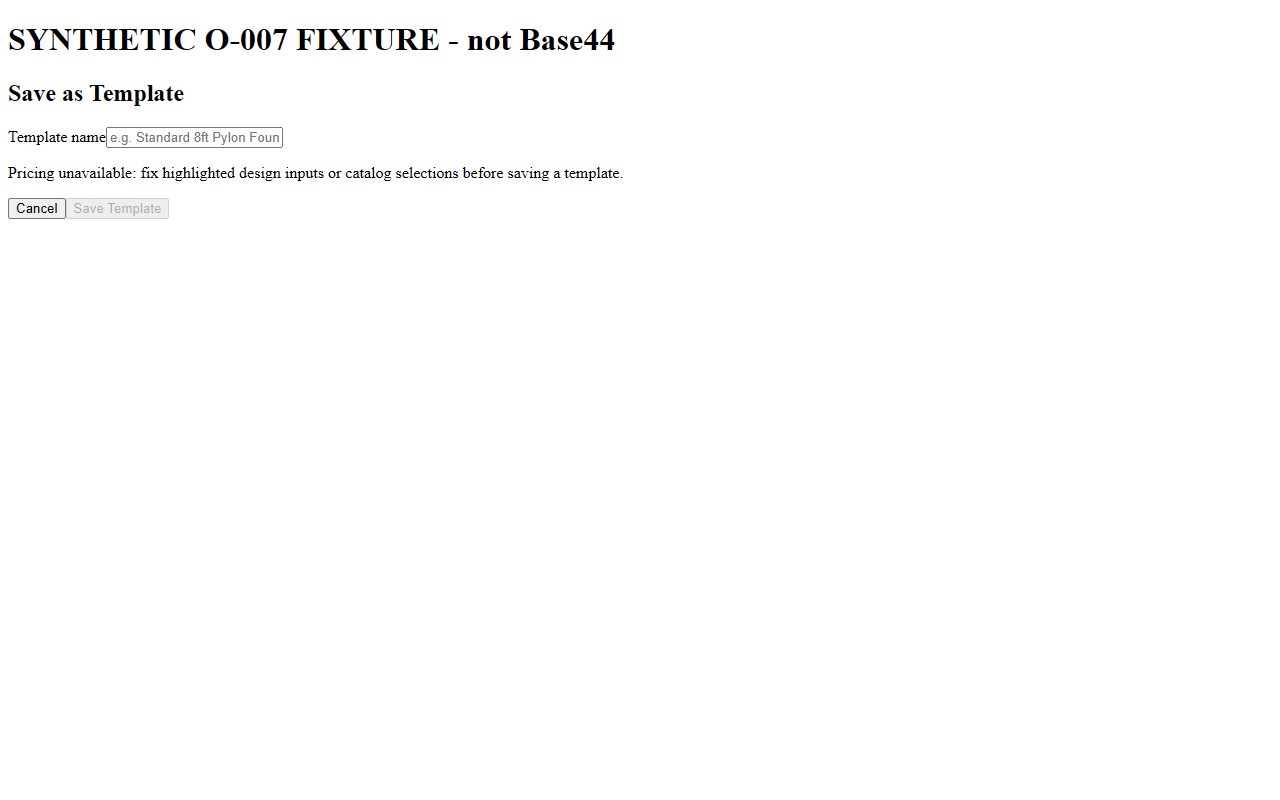 SYNTHETIC O-007 FIXTURE - not Base44
Save as Template
Template name e.g. Standard 8ft Pylon Foun
Pricing unavailable: fix highlighted design inputs or catalog selections before saving a template.
Cancel Save Template